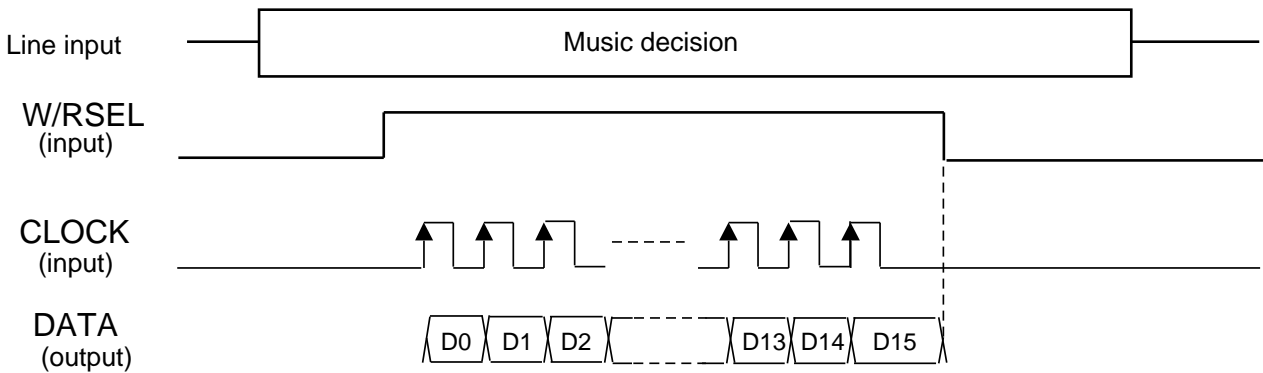 Line input
Music decision
W/RSEL
(input)
CLOCK
(input)
DATA
(output)
D0 D1 D2 D13 D14 D15